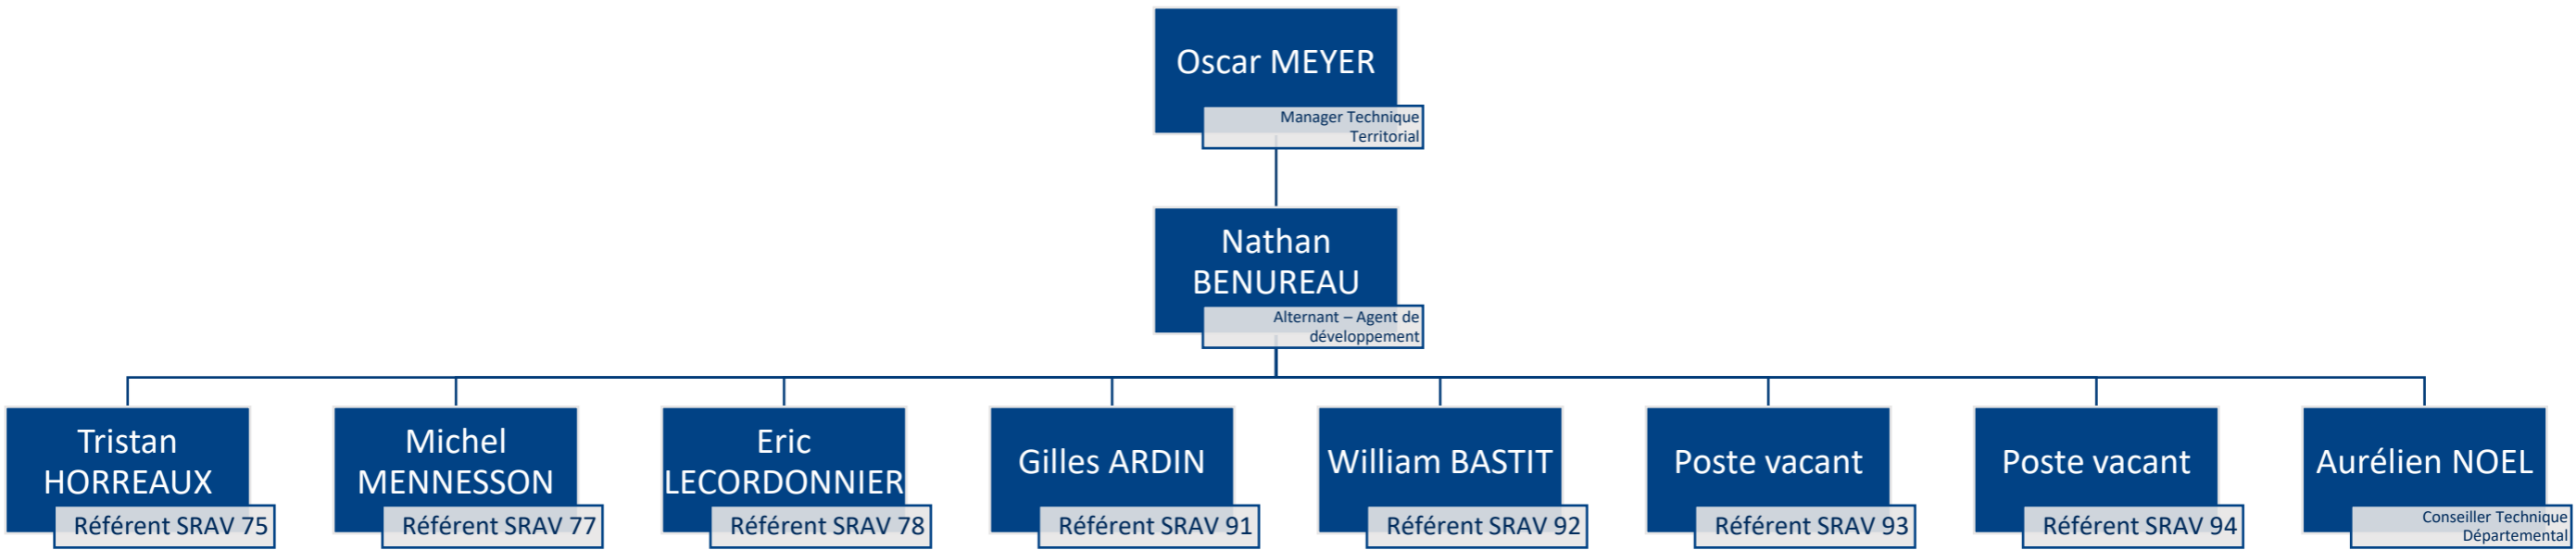 Oscar MEYER
Manager Technique
Territorial
Nathan
BENUREAU
Alternant – Agent de
développement
Tristan
HORREAUX
Référent SRAV 75
Michel
MENNESSON
Référent SRAV 77
Eric
LECORDONNIER
Référent SRAV 78
Gilles ARDIN
Référent SRAV 91
William BASTIT
Référent SRAV 92
Poste vacant
Référent SRAV 93
Poste vacant
Référent SRAV 94
Aurélien NOEL
Conseiller Technique
Départemental